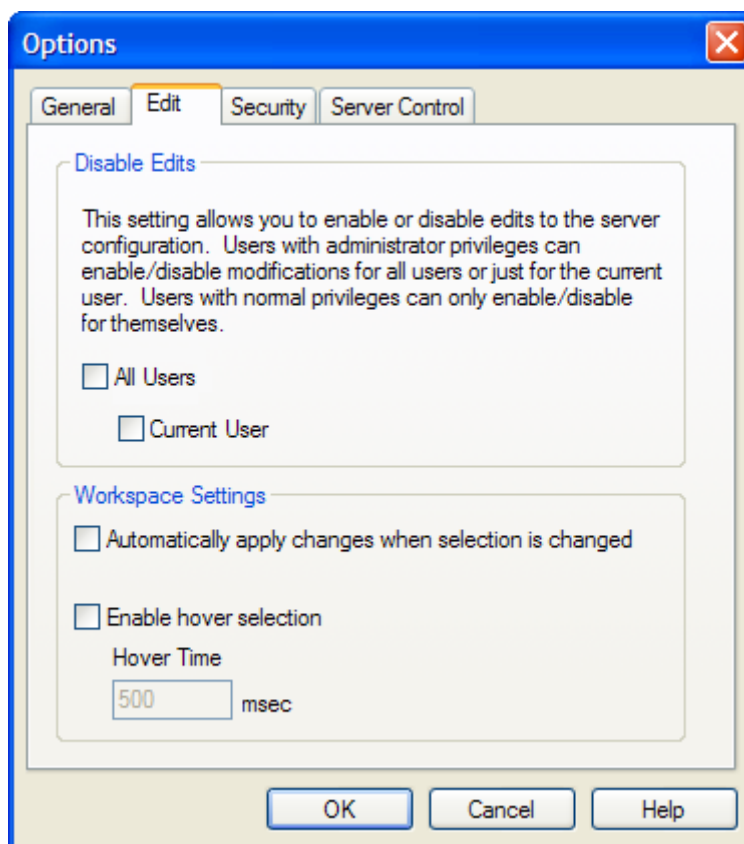 Options
General Edit Security Server Control
Disable Edits
This setting allows you to enable or disable edits to the server
configuration.  Users with administrator privileges can
enable/disable modifications for all users or just for the current
user.  Users with normal privileges can only enable/disable
for themselves.
All Users
Current User
Workspace Settings
Automatically apply changes when selection is changed
Enable hover selection
Hover Time
500 msec
OK Cancel Help